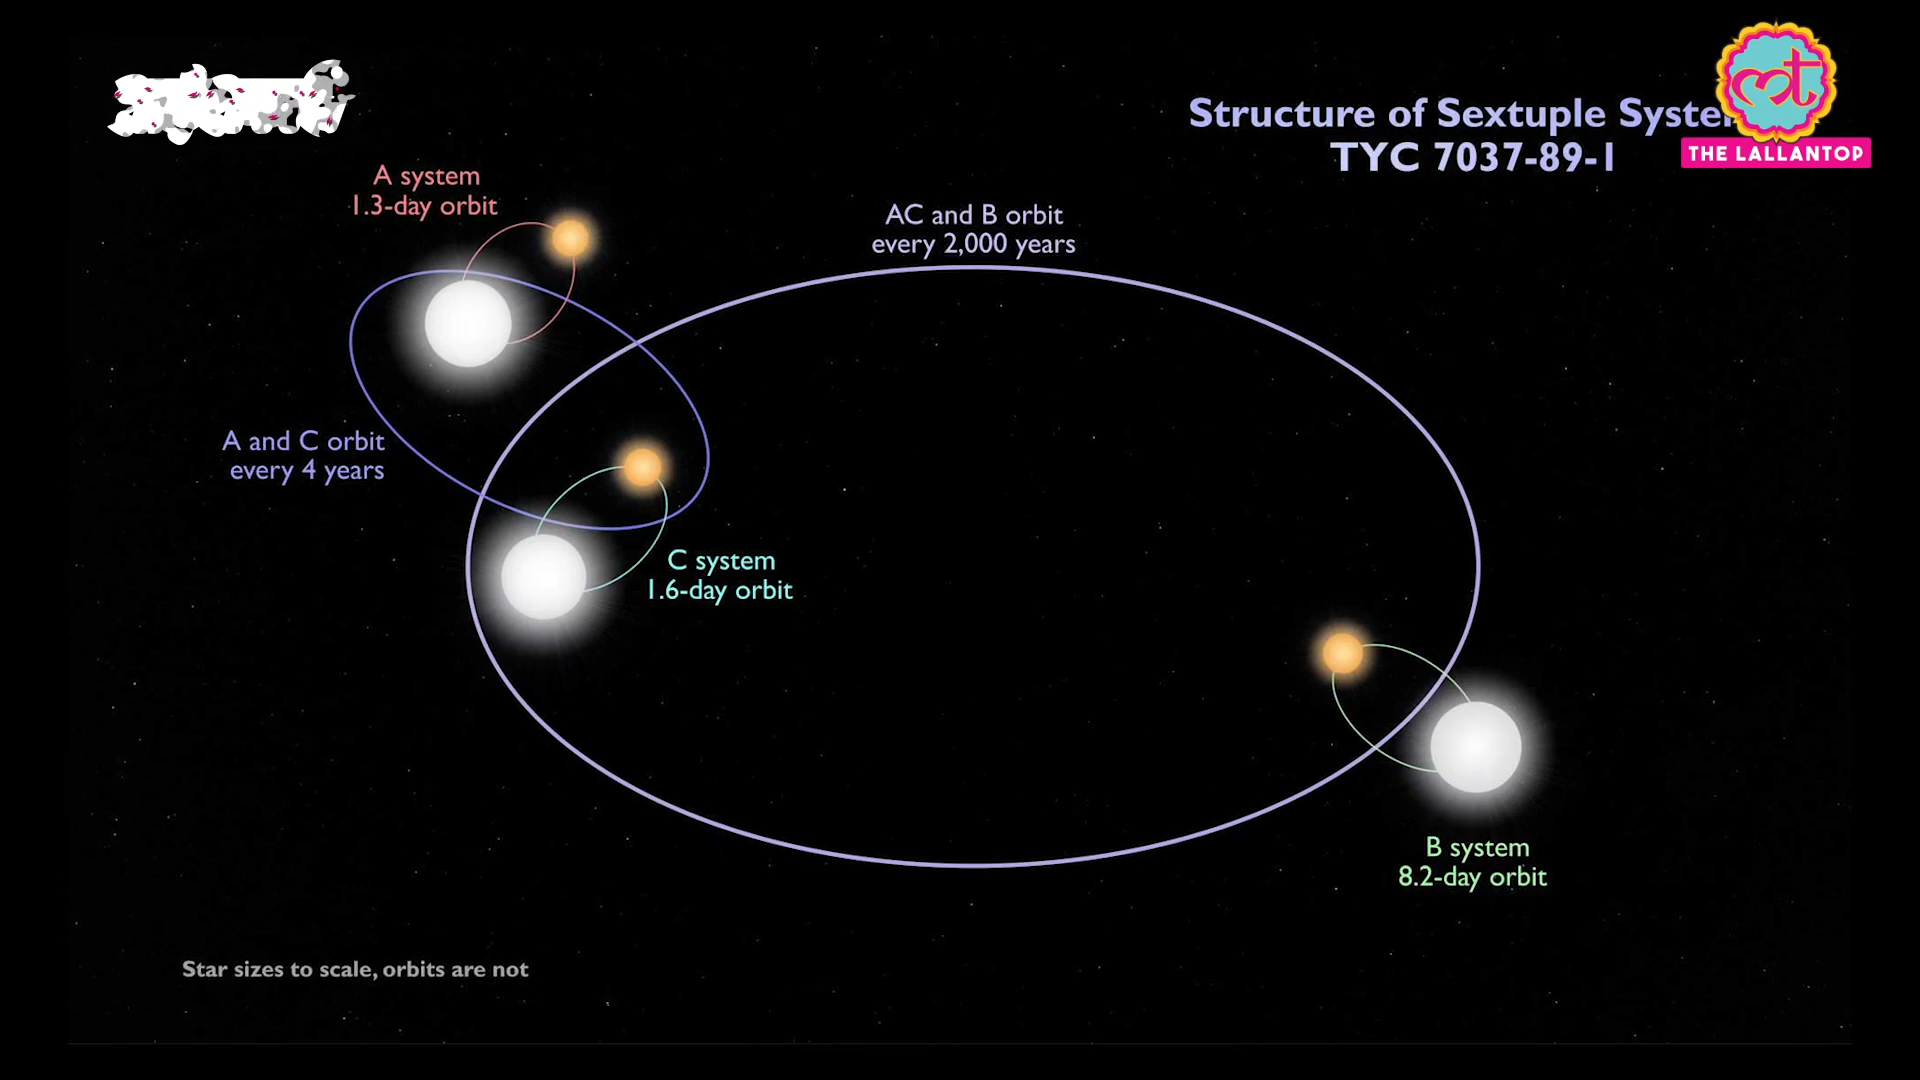 Structure of Sextuple System
TYC 7037-89-1
THE LALLANTOP
A system
1.3-day orbit
AC and B orbit
every 2,000 years
A and C orbit
every 4 years
C system
1.6-day orbit
B system
8.2-day orbit
Star sizes to scale, orbits are not